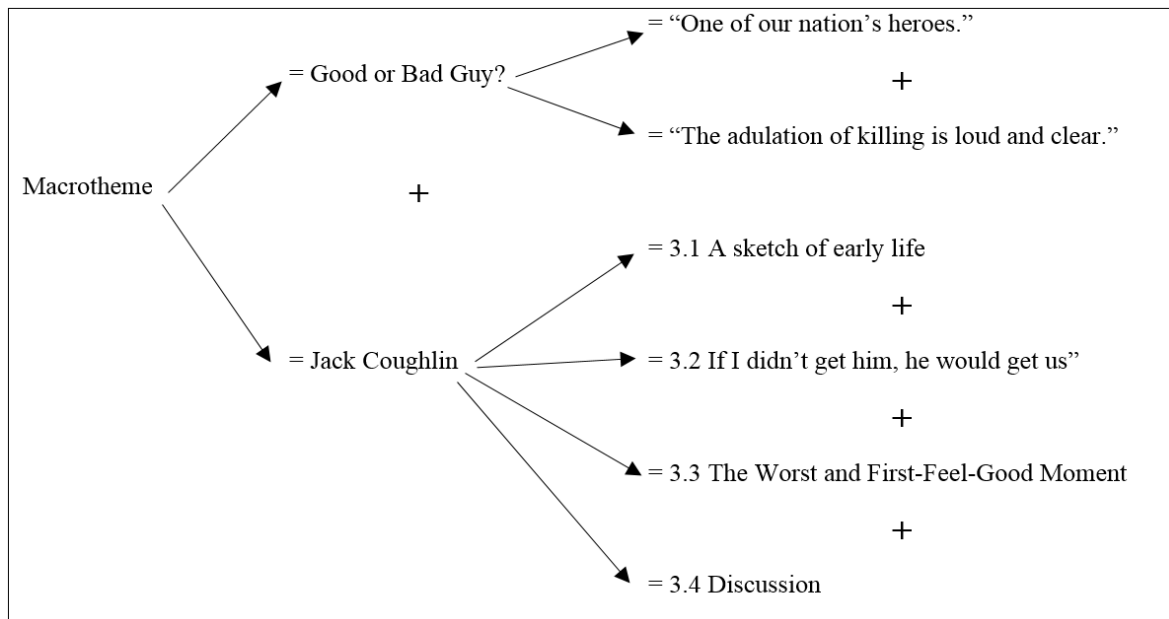 = “One of our nation’s heroes.”
= Good or Bad Guy?
+
= “The adulation of killing is loud and clear.”
Macrotheme
+
= 3.1 A sketch of early life
+
= Jack Coughlin
= 3.2 If I didn’t get him, he would get us”
+
= 3.3 The Worst and First-Feel-Good Moment
+
= 3.4 Discussion